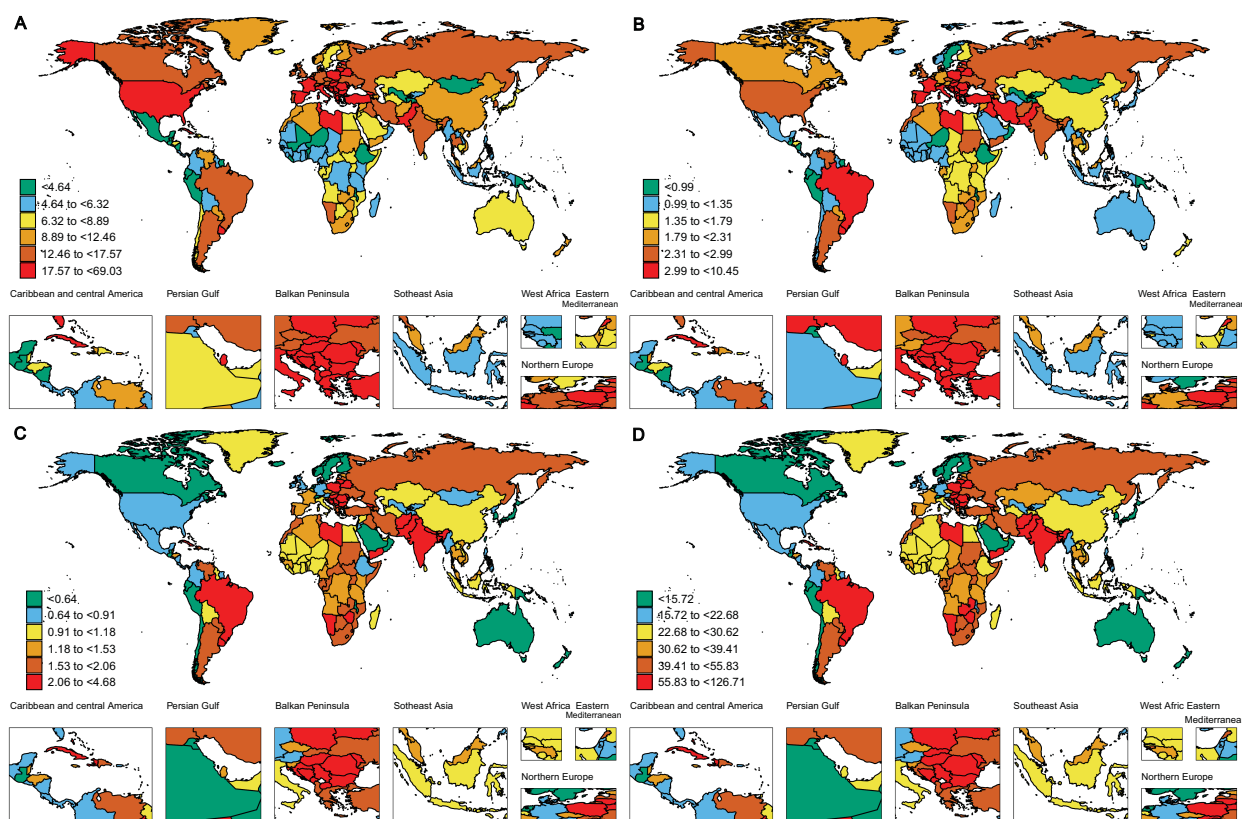 A
<4.64
4.64 to <6.32
6.32 to <8.89
8.89 to <12.46
12.46 to <17.57
17.57 to <69.03
Caribbean and central America
Persian Gulf
Balkan Peninsula
Sotheast Asia
West Africa
Eastern
Mediterranean
Northern Europe
B
<0.99
0.99 to <1.35
1.35 to <1.79
1.79 to <2.31
2.31 to <2.99
2.99 to <10.45
Caribbean and central America
Persian Gulf
Balkan Peninsula
Sotheast Asia
West Africa
Eastern
Mediterranean
Northern Europe
C
<0.64
0.64 to <0.91
0.91 to <1.18
1.18 to <1.53
1.53 to <2.06
2.06 to <4.68
Caribbean and central America
Persian Gulf
Balkan Peninsula
Sotheast Asia
West Africa
Eastern
Mediterranean
Northern Europe
D
<15.72
15.72 to <22.68
22.68 to <30.62
30.62 to <39.41
39.41 to <55.83
55.83 to <126.71
Caribbean and central America
Persian Gulf
Balkan Peninsula
Southeast Asia
West Afric
Eastern
Mediterranean
Northern Europe